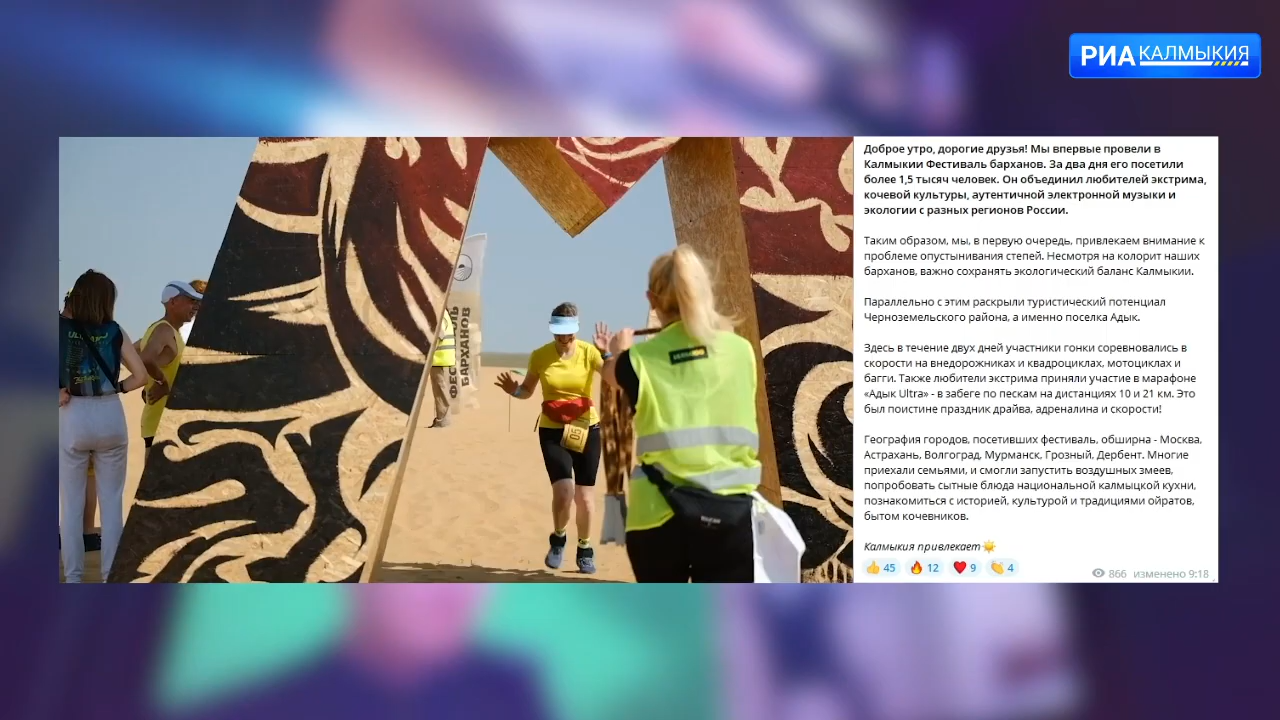 РИА КАЛМЫКИЯ
Доброе утро, дорогие друзья! Мы впервые провели в
Калмыкии Фестиваль барханов. За два дня его посетили
более 1,5 тысяч человек. Он объединил любителей экстрима,
кочевой культуры, аутентичной электронной музыки и
экологии с разных регионов России.
Таким образом, мы, в первую очередь, привлекаем внимание к
проблеме опустынивания степей. Несмотря на колорит наших
барханов, важно сохранять экологический баланс Калмыкии.
Параллельно с этим раскрыли туристический потенциал
Черноземельского района, а именно поселка Адык.
Здесь в течение двух дней участники гонки соревновались в
скорости на внедорожниках и квадроциклах, мотоциклах и
багги. Также любители экстрима приняли участие в марафоне
«Адык Ultra» - в забеге по пескам на дистанциях 10 и 21 км. Это
был поистине праздник драйва, адреналина и скорости!
География городов, посетивших фестиваль, обширна - Москва,
Астрахань, Волгоград, Мурманск, Грозный, Дербент. Многие
приехали семьями, и смогли запустить воздушных змеев,
попробовать сытные блюда национальной калмыцкой кухни,
познакомиться с историей, культурой и традициями ойратов,
бытом кочевников.
Калмыкия привлекает
45 12 9 4
866 изменено 9:18
БАРХАНОВ
05